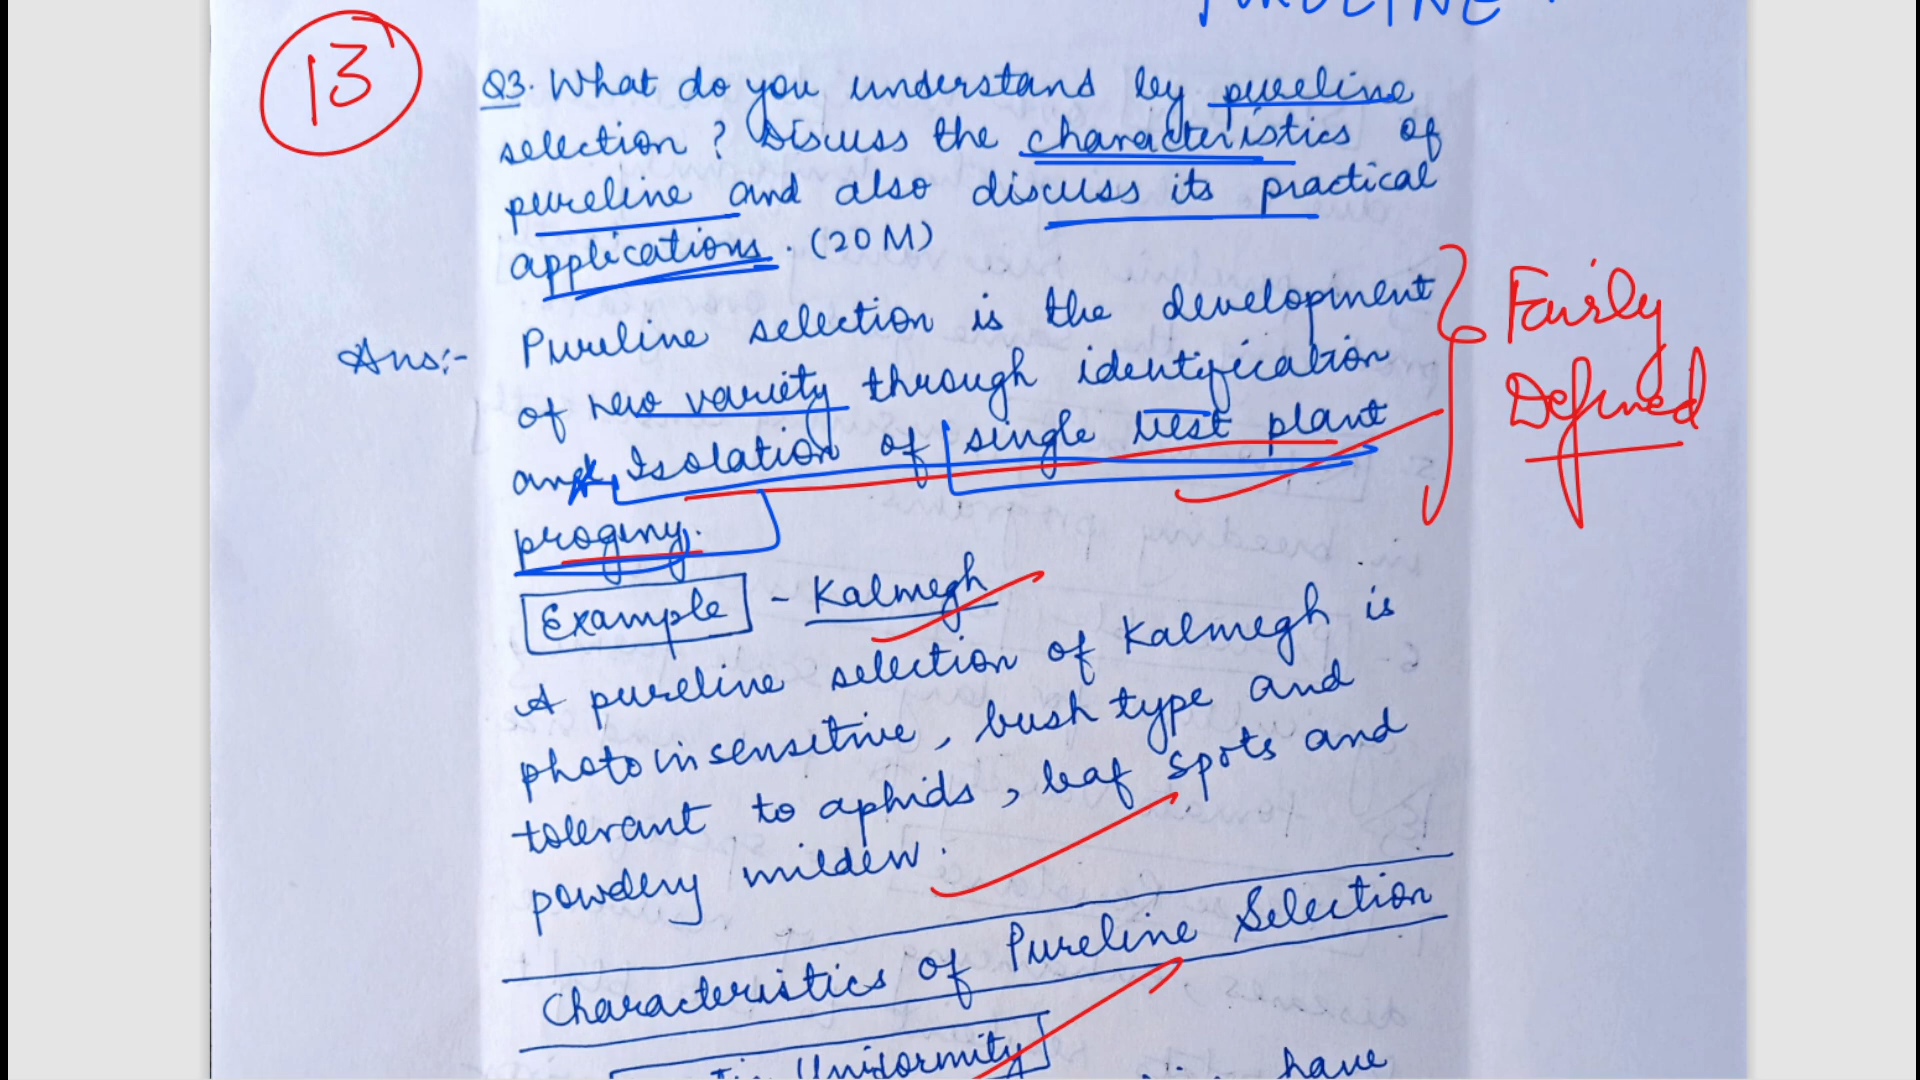 PURELINE
13
Q3. What do you understand by pureline
selection? Discuss the characteristics of
pureline and also discuss its practical
applications. (20M)
Ans:- Pureline selection is the development
of new variety through identification
and Isolation of single best plant
progeny.
Fairly
Defined
Example - Kalmegh
A pureline selection of Kalmegh is
photo insensitive, bush type and
tolerant to aphids, leaf spots and
powdery mildew.
Characteristics of Pureline Selection
Uniformity
have